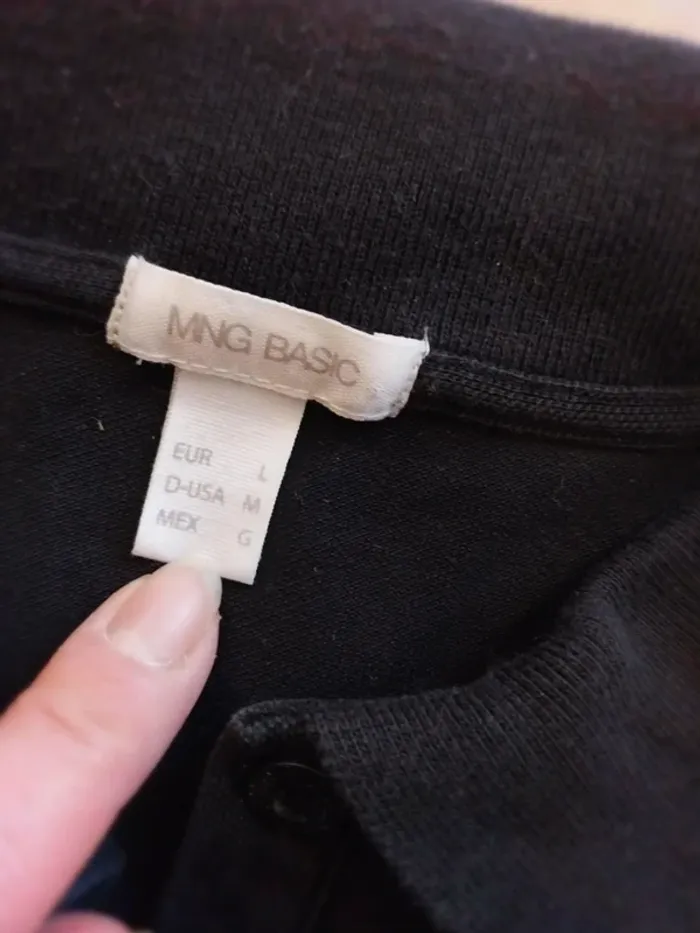 MNG BASIC
EUR L
D-USA M
MEX G